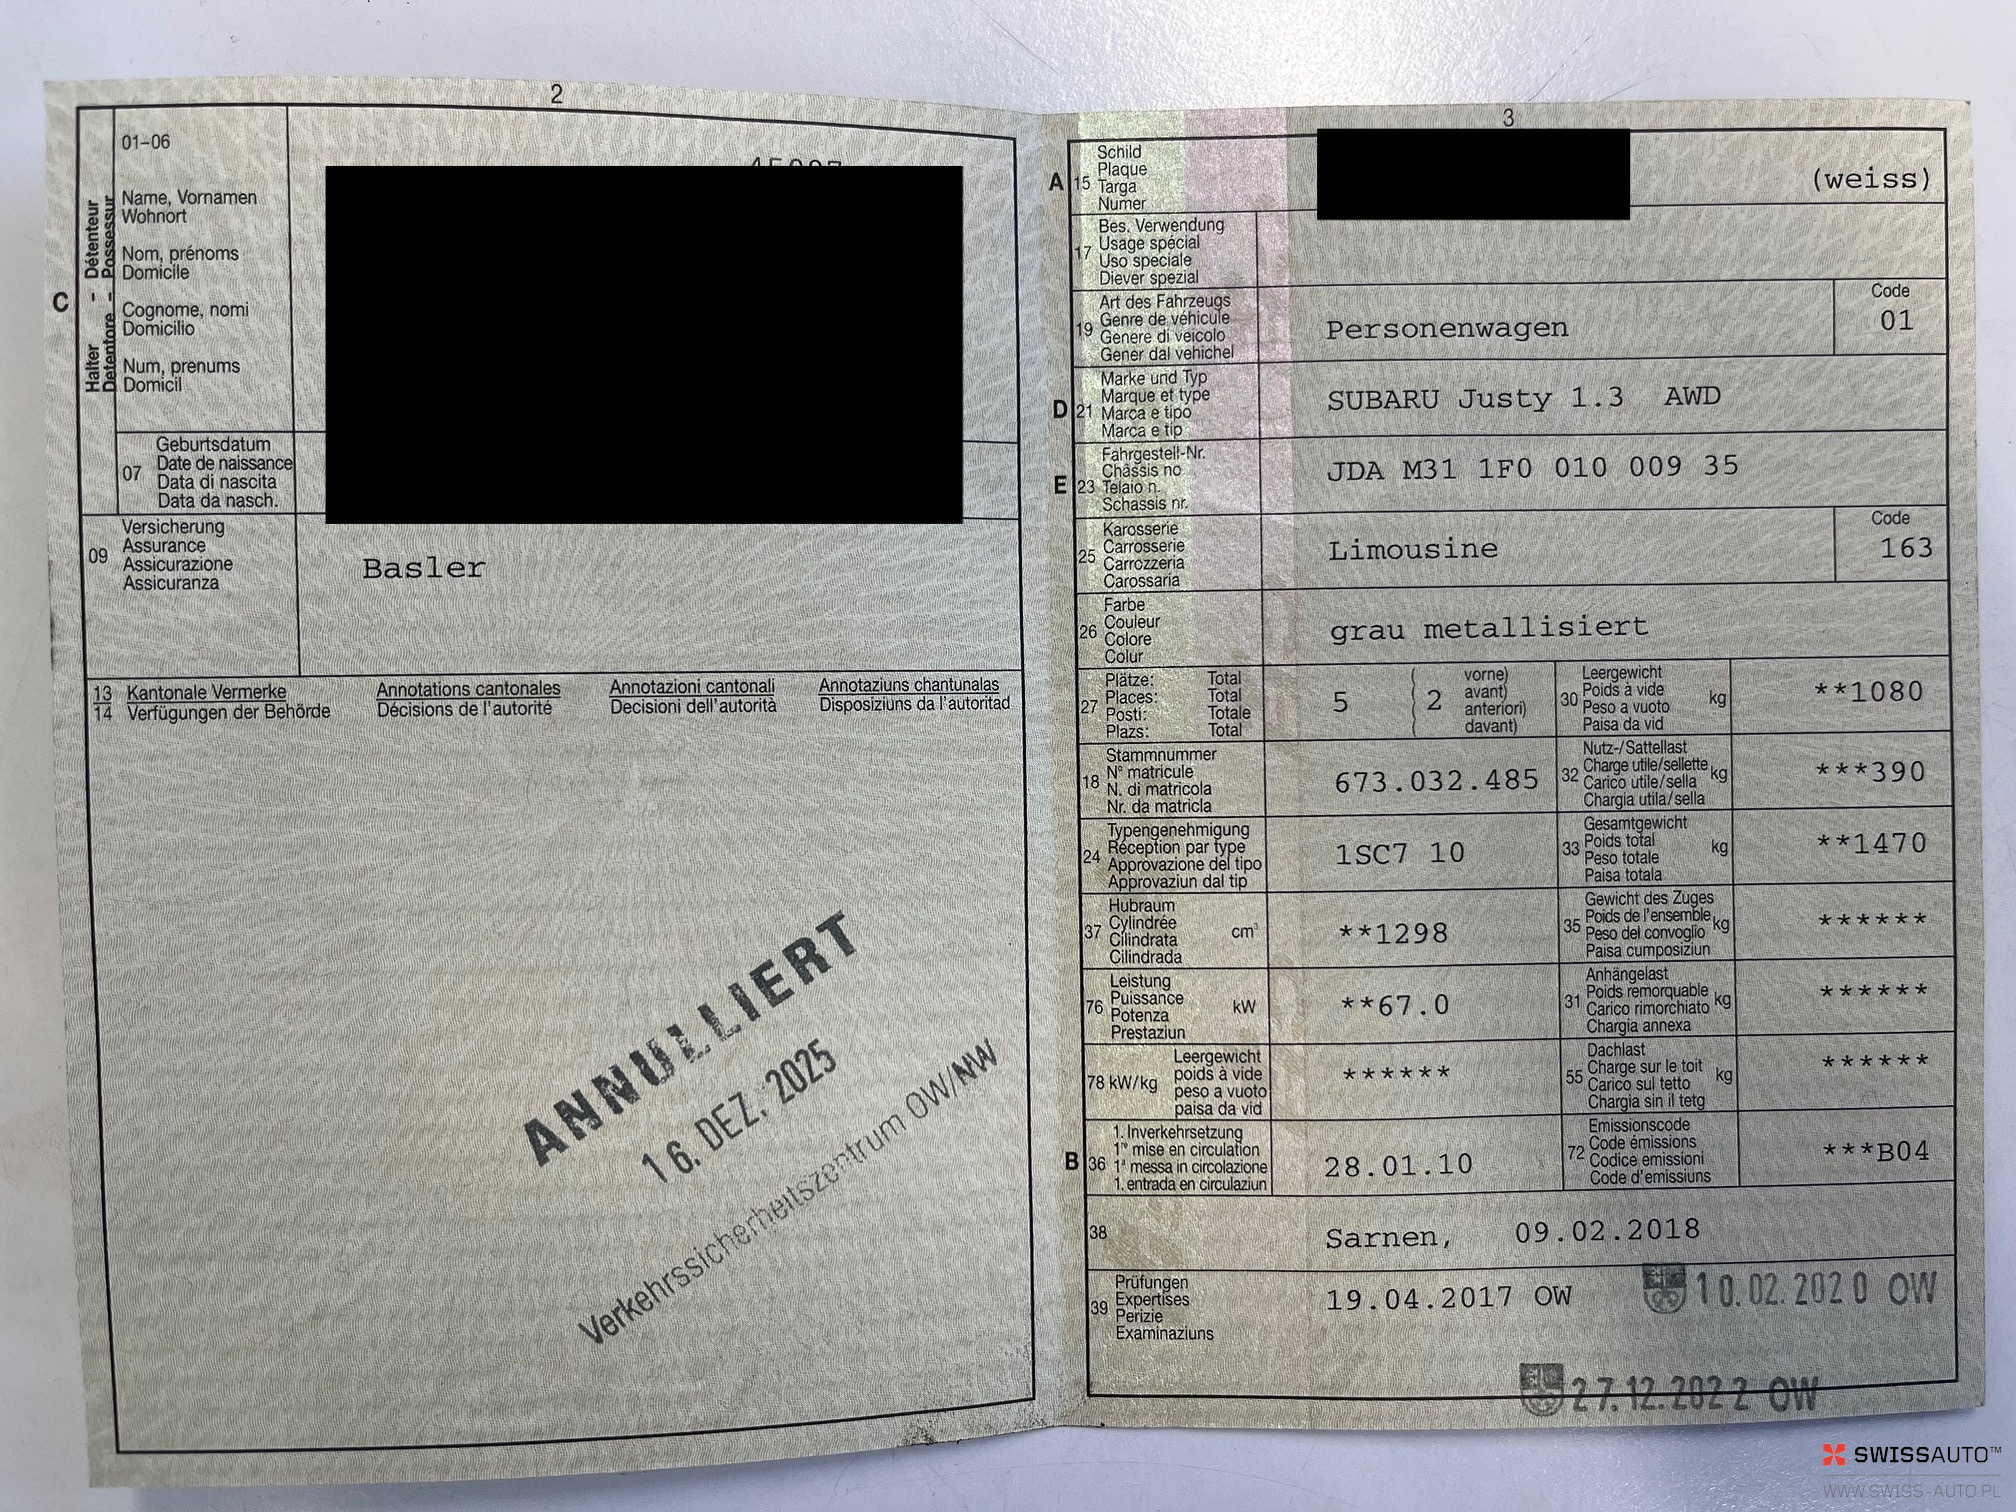 2
01-06
Halter - Détenteur
Detentore - Possessur
C
Name, Vornamen
Wohnort
Nom, prénoms
Domicile
Cognome, nomi
Domicilio
Num, prenums
Domicil
07
Geburtsdatum
Date de naissance
Data di nascita
Data da nasch.
09
Versicherung
Assurance
Assicurazione
Assicuranza
Basler
13 Kantonale Vermerke Annotations cantonales Annotazioni cantonali Annotaziuns chantunalas
14 Verfügungen der Behörde Décisions de l'autorité Decisioni dell'autorità Disposiziuns da l'autoritad
ANNULLIERT
16. DEZ. 2025
Verkehrssicherheitszentrum OW/NW
3
A 15
Schild
Plaque
Targa
Numer
(weiss)
17
Bes. Verwendung
Usage spécial
Uso speciale
Diever spezial
19
Art des Fahrzeugs
Genre de véhicule
Genere di veicolo
Gener dal vehichel
Personenwagen
Code
01
D 21
Marke und Typ
Marque et type
Marca e tipo
Marca e tip
SUBARU Justy 1.3 AWD
E 23
Fahrgestell-Nr.
Châssis no
Telaio n.
Schassis nr.
JDA M31 1F0 010 009 35
25
Karosserie
Carrosserie
Carrozzeria
Carossaria
Limousine
Code
163
26
Farbe
Couleur
Colore
Colur
grau metallisiert
27
Plätze: Total
Places: Total
Posti: Totale
Plazs: Total
5 ( 2
vorne)
avant)
anteriori)
davant)
30
Leergewicht
Poids à vide
Peso a vuoto
Paisa da vid
kg
**1080
18
Stammnummer
N° matricule
N. di matricola
Nr. da matricla
673.032.485
32
Nutz-/Sattellast
Charge utile/sellette
Carico utile/sella
Chargia utila/sella
kg
***390
24
Typengenehmigung
Réception par type
Approvazione del tipo
Approvaziun dal tip
1SC7 10
33
Gesamtgewicht
Poids total
Peso totale
Paisa totala
kg
**1470
37
Hubraum
Cylindrée
Cilindrata
Cilindrada
cm³
**1298
35
Gewicht des Zuges
Poids de l'ensemble
Peso del convoglio
Paisa cumposiziun
kg
******
76
Leistung
Puissance
Potenza
Prestaziun
kW
**67.0
31
Anhängelast
Poids remorquable
Carico rimorchiato
Chargia annexa
kg
******
78 kW/kg
Leergewicht
poids à vide
peso a vuoto
paisa da vid
******
55
Dachlast
Charge sur le toit
Carico sul tetto
Chargia sin il tetg
kg
******
B 36
1. Inverkehrsetzung
1re mise en circulation
1a messa in circolazione
1. entrada en circulaziun
28.01.10
72
Emissionscode
Code émissions
Codice emissioni
Code d'emissiuns
***B04
38
Sarnen, 09.02.2018
39
Prüfungen
Expertises
Perizie
Examinaziuns
19.04.2017 OW
10.02.2020 OW
27.12.2022 OW
SWISSAUTO™
WWW.SWISS-AUTO.PL